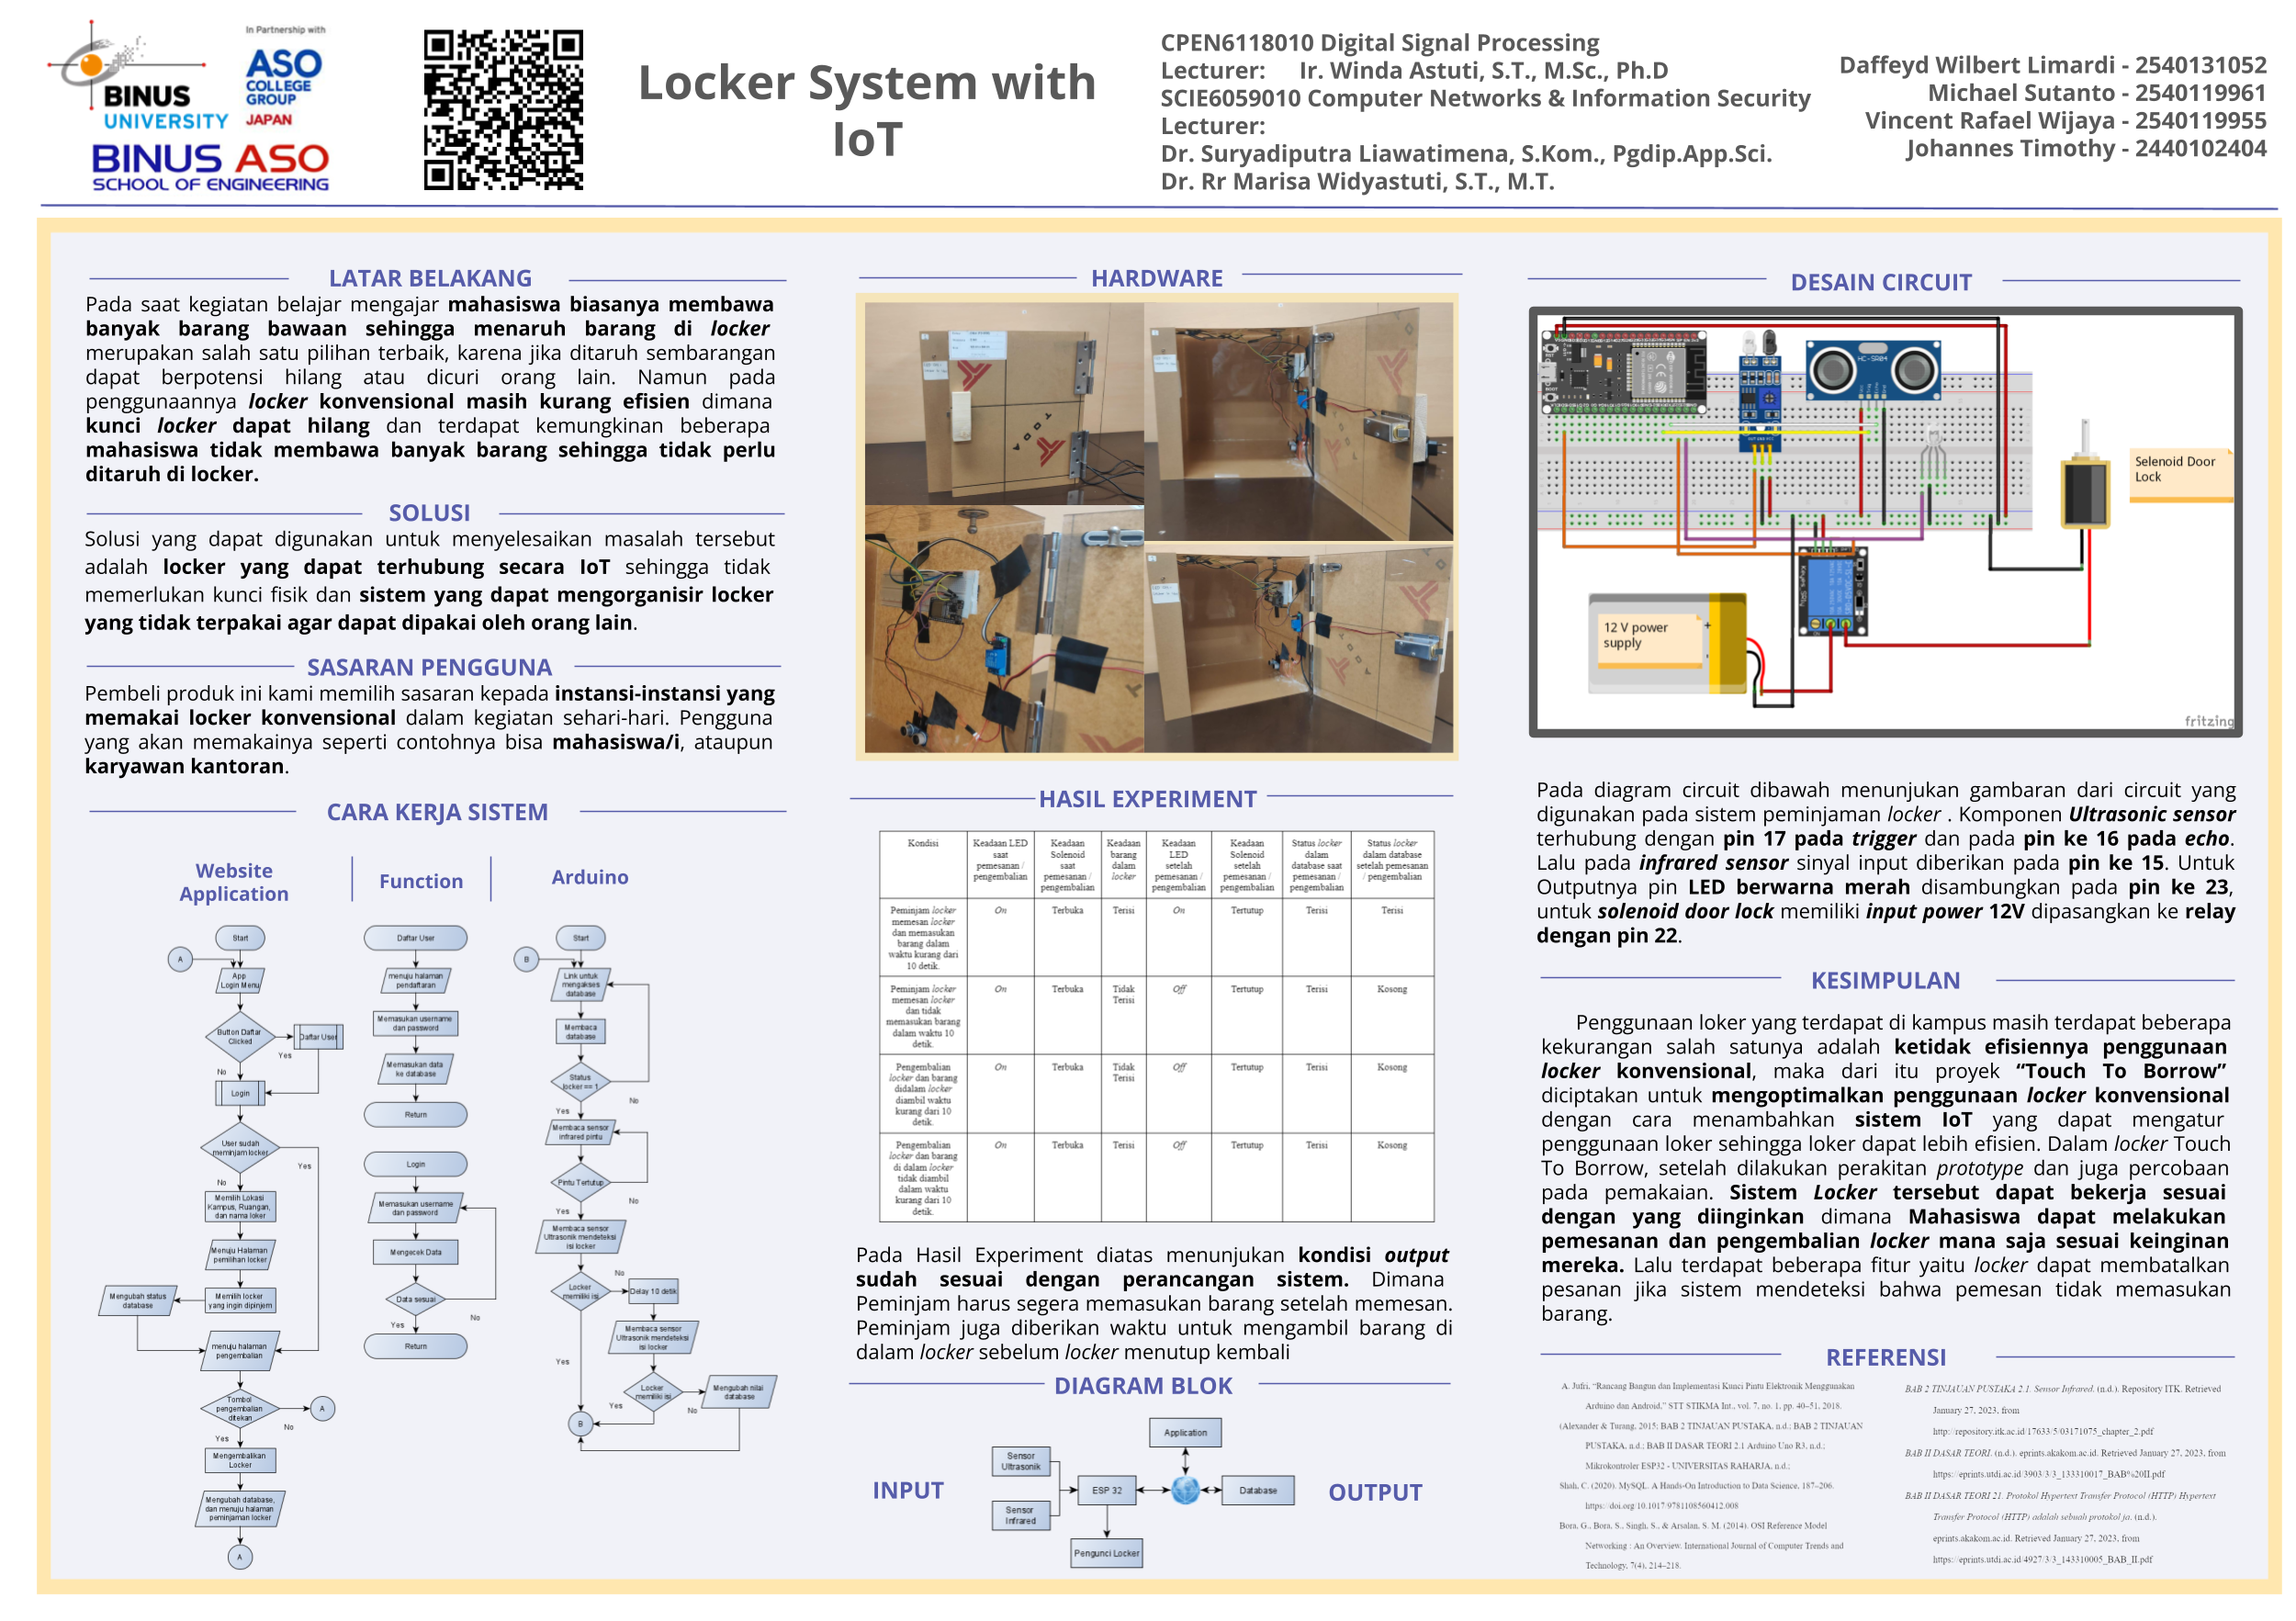 In Partnership with
BINUS
UNIVERSITY
ASO
COLLEGE
GROUP
JAPAN
BINUS ASO
SCHOOL OF ENGINEERING
Locker System with
IoT
CPEN6118010 Digital Signal Processing
Lecturer: Ir. Winda Astuti, S.T., M.Sc., Ph.D
SCIE6059010 Computer Networks & Information Security
Lecturer:
Dr. Suryadiputra Liawatimena, S.Kom., Pgdip.App.Sci.
Dr. Rr Marisa Widyastuti, S.T., M.T.
Daffeyd Wilbert Limardi - 2540131052
Michael Sutanto - 2540119961
Vincent Rafael Wijaya - 2540119955
Johannes Timothy - 2440102404
LATAR BELAKANG
Pada saat kegiatan belajar mengajar mahasiswa biasanya membawa
banyak barang bawaan sehingga menaruh barang di locker
merupakan salah satu pilihan terbaik, karena jika ditaruh sembarangan
dapat berpotensi hilang atau dicuri orang lain. Namun pada
penggunaannya locker konvensional masih kurang efisien dimana
kunci locker dapat hilang dan terdapat kemungkinan beberapa
mahasiswa tidak membawa banyak barang sehingga tidak perlu
ditaruh di locker.
SOLUSI
Solusi yang dapat digunakan untuk menyelesaikan masalah tersebut
adalah locker yang dapat terhubung secara IoT sehingga tidak
memerlukan kunci fisik dan sistem yang dapat mengorganisir locker
yang tidak terpakai agar dapat dipakai oleh orang lain.
SASARAN PENGGUNA
Pembeli produk ini kami memilih sasaran kepada instansi-instansi yang
memakai locker konvensional dalam kegiatan sehari-hari. Pengguna
yang akan memakainya seperti contohnya bisa mahasiswa/i, ataupun
karyawan kantoran.
CARA KERJA SISTEM
Website
Application
Function
Arduino
Start
A
App
Login Menu
Button Daftar
Clicked
Yes
Daftar User
No
Login
User sudah
meminjam locker
Yes
No
Memilih Lokasi
Kampus, Ruangan,
dan nama loker
Menuju Halaman
pemilihan locker
Memilih locker
yang ingin dipinjem
Mengubah status
database
menuju halaman
pengembalian
Tombol
pengembalian
ditekan
A
No
Yes
Mengembalikan
Locker
Mengubah database,
dan menuju halaman
peminjaman locker
A
Daftar User
menuju halaman
pendaftaran
Memasukan username
dan password
Memasukan data
ke database
Return
Login
Memasukan username
dan password
Mengecek Data
Data sesuai
No
Yes
Return
Start
B
Link untuk
mengakses
database
Membaca
database
Status
locker == 1
No
Yes
Membaca sensor
infrared pintu
Pintu Tertutup
No
Yes
Membaca sensor
Ultrasonik mendeteksi
isi locker
Locker
memiliki isi
No
Delay 10 detik
Membaca sensor
Ultrasonik mendeteksi
isi locker
Yes
Locker
memiliki isi
Mengubah nilai
database
Yes
No
B
HARDWARE
HASIL EXPERIMENT
Kondisi
Keadaan LED
saat
pemesanan /
pengembalian
Keadaan
Solenoid
saat
pemesanan /
pengembalian
Keadaan
barang
dalam
locker
Keadaan
LED
setelah
pemesanan /
pengembalian
Keadaan
Solenoid
setelah
pemesanan /
pengembalian
Status locker
dalam
database saat
pemesanan /
pengembalian
Status locker
dalam database
setelah pemesanan
/ pengembalian
Peminjam locker
memesan locker
dan memasukan
barang dalam
waktu kurang dari
10 detik.
On
Terbuka
Terisi
On
Tertutup
Terisi
Terisi
Peminjam locker
memesan locker
dan tidak
memasukan barang
dalam waktu 10
detik.
On
Terbuka
Tidak
Terisi
Off
Tertutup
Terisi
Kosong
Pengembalian
locker dan barang
didalam locker
diambil waktu
kurang dari 10
detik.
On
Terbuka
Tidak
Terisi
Off
Tertutup
Terisi
Kosong
Pengembalian
locker dan barang
di dalam locker
tidak diambil
dalam waktu
kurang dari 10
detik.
On
Terbuka
Terisi
Off
Tertutup
Terisi
Kosong
Pada Hasil Experiment diatas menunjukan kondisi output
sudah sesuai dengan perancangan sistem. Dimana
Peminjam harus segera memasukan barang setelah memesan.
Peminjam juga diberikan waktu untuk mengambil barang di
dalam locker sebelum locker menutup kembali
DIAGRAM BLOK
INPUT
Sensor
Ultrasonik
Sensor
Infrared
ESP 32
Application
Database
Pengunci Locker
OUTPUT
DESAIN CIRCUIT
HC-SR04
Selenoid Door
Lock
12 V power
supply
fritzing
Pada diagram circuit dibawah menunjukan gambaran dari circuit yang
digunakan pada sistem peminjaman locker . Komponen Ultrasonic sensor
terhubung dengan pin 17 pada trigger dan pada pin ke 16 pada echo.
Lalu pada infrared sensor sinyal input diberikan pada pin ke 15. Untuk
Outputnya pin LED berwarna merah disambungkan pada pin ke 23,
untuk solenoid door lock memiliki input power 12V dipasangkan ke relay
dengan pin 22.
KESIMPULAN
Penggunaan loker yang terdapat di kampus masih terdapat beberapa
kekurangan salah satunya adalah ketidak efisiennya penggunaan
locker konvensional, maka dari itu proyek “Touch To Borrow”
diciptakan untuk mengoptimalkan penggunaan locker konvensional
dengan cara menambahkan sistem IoT yang dapat mengatur
penggunaan loker sehingga loker dapat lebih efisien. Dalam locker Touch
To Borrow, setelah dilakukan perakitan prototype dan juga percobaan
pada pemakaian. Sistem Locker tersebut dapat bekerja sesuai
dengan yang diinginkan dimana Mahasiswa dapat melakukan
pemesanan dan pengembalian locker mana saja sesuai keinginan
mereka. Lalu terdapat beberapa fitur yaitu locker dapat membatalkan
pesanan jika sistem mendeteksi bahwa pemesan tidak memasukan
barang.
REFERENSI
A. Jufri, “Rancang Bangun dan Implementasi Kunci Pintu Elektronik Menggunakan
Arduino dan Android,” STT STIKMA Int., vol. 7, no. 1, pp. 40–51, 2018.
(Alexander & Turang, 2015; BAB 2 TINJAUAN PUSTAKA, n.d.; BAB 2 TINJAUAN
PUSTAKA, n.d.; BAB II DASAR TEORI 2.1 Arduino Uno R3, n.d.;
Mikrokontroler ESP32 - UNIVERSITAS RAHARJA, n.d.;
Shah, C. (2020). MySQL. A Hands-On Introduction to Data Science, 187–206.
https://doi.org/10.1017/9781108560412.008
Bora, G., Bora, S., Singh, S., & Arsalan, S. M. (2014). OSI Reference Model
Networking : An Overview. International Journal of Computer Trends and
Technology, 7(4), 214–218.
BAB 2 TINJAUAN PUSTAKA 2.1. Sensor Infrared. (n.d.). Repository ITK. Retrieved
January 27, 2023, from
http://repository.itk.ac.id/17633/5/03171075_chapter_2.pdf
BAB II DASAR TEORI. (n.d.). eprints.akakom.ac.id. Retrieved January 27, 2023, from
https://eprints.utdi.ac.id/3903/3/3_133310017_BAB%20II.pdf
BAB II DASAR TEORI 21. Protokol Hypertext Transfer Protocol (HTTP) Hypertext
Transfer Protocol (HTTP) adalah sebuah protokol ja. (n.d.).
eprints.akakom.ac.id. Retrieved January 27, 2023, from
https://eprints.utdi.ac.id/4927/3/3_143310005_BAB_II.pdf